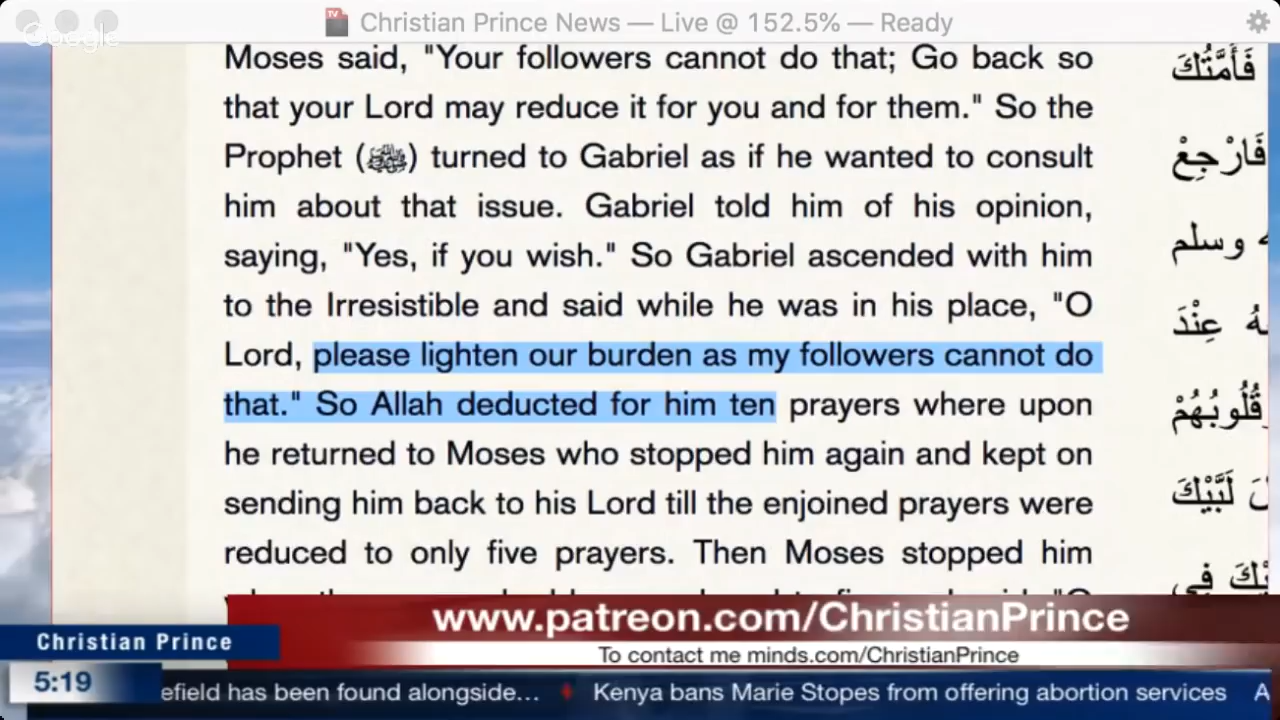 Christian Prince News — Live @ 152.5% — Ready
Google
Moses said, "Your followers cannot do that; Go back so
that your Lord may reduce it for you and for them." So the
Prophet (ﷺ) turned to Gabriel as if he wanted to consult
him about that issue. Gabriel told him of his opinion,
saying, "Yes, if you wish." So Gabriel ascended with him
to the Irresistible and said while he was in his place, "O
Lord, please lighten our burden as my followers cannot do
that." So Allah deducted for him ten prayers where upon
he returned to Moses who stopped him again and kept on
sending him back to his Lord till the enjoined prayers were
reduced to only five prayers. Then Moses stopped him
فَأُمَّتُكَ
فَارْجِعْ
وسلم
عِنْدَ
قُلُوبُهُمْ
لَبَّيْكَ
فِي
www.patreon.com/ChristianPrince
Christian Prince
To contact me minds.com/ChristianPrince
5:19
efield has been found alongside... Kenya bans Marie Stopes from offering abortion services A